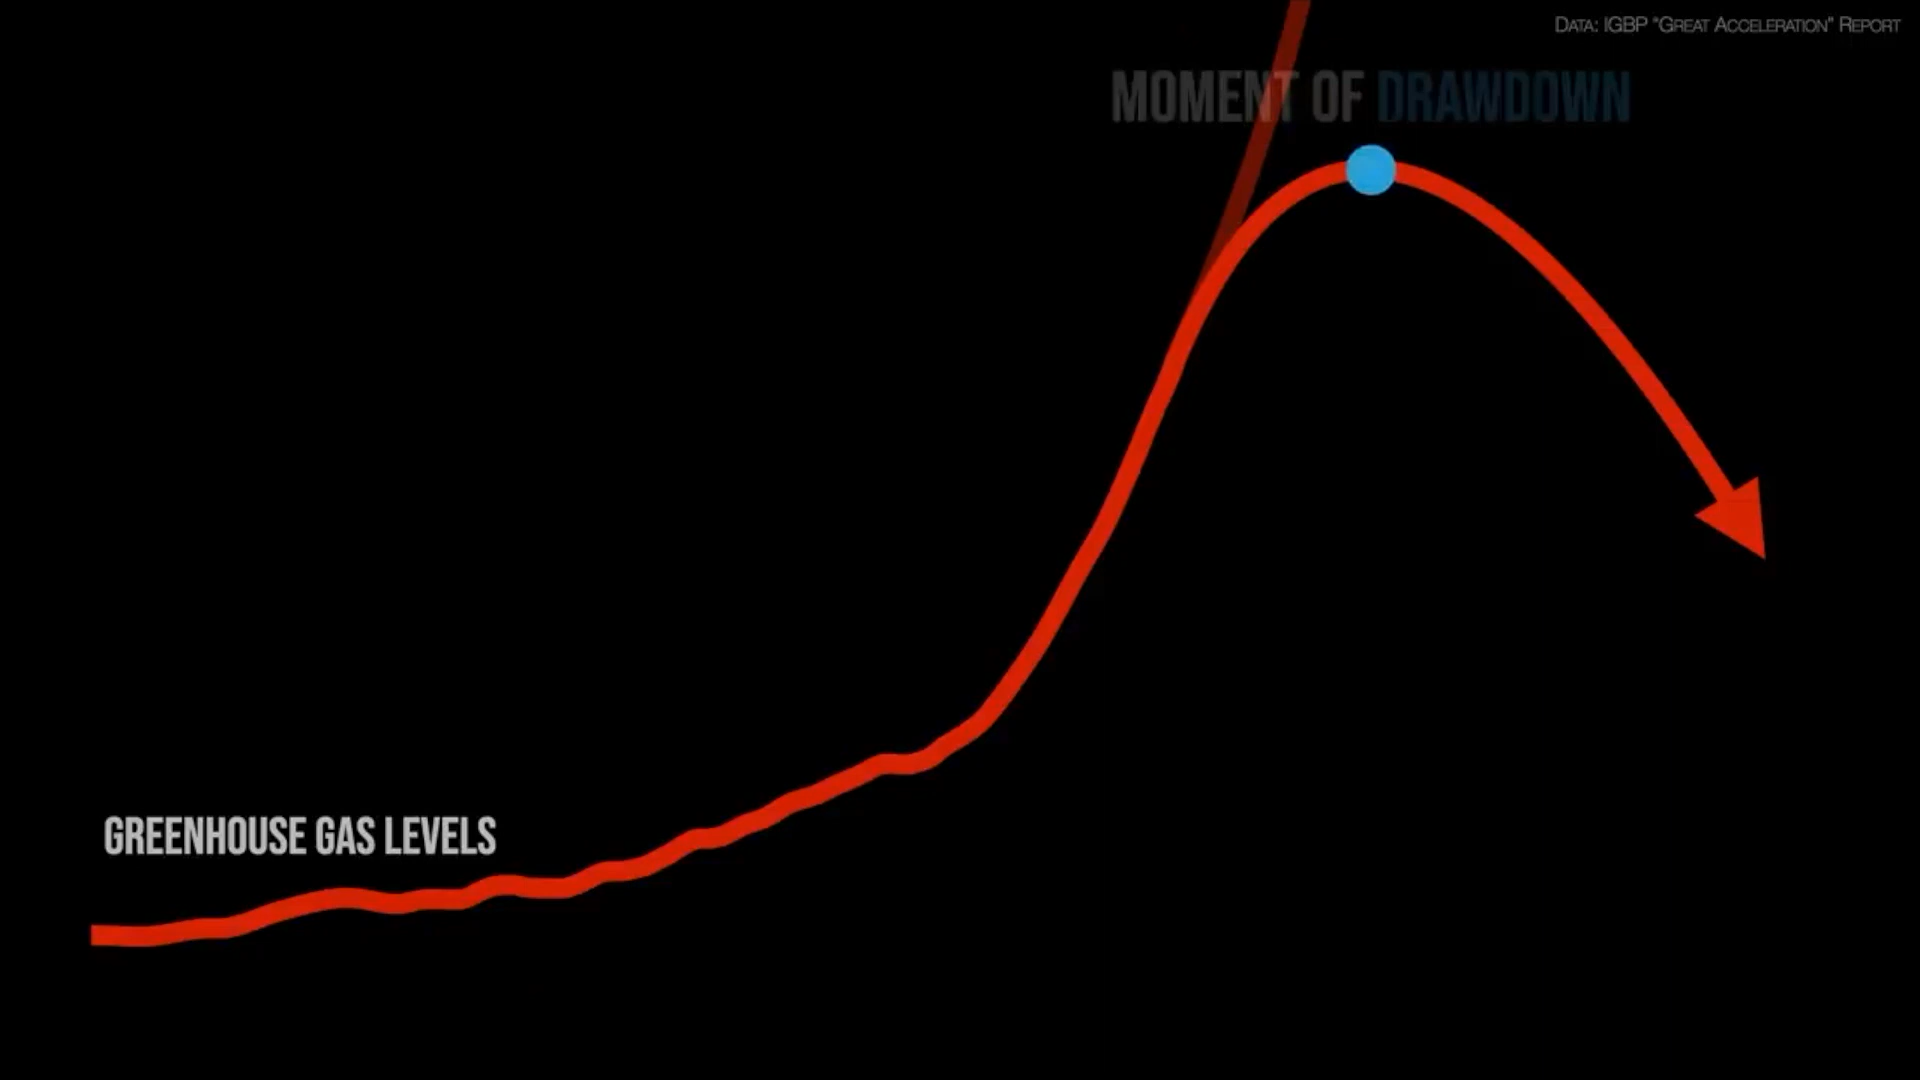 DATA: IGBP "GREAT ACCELERATION" REPORT
MOMENT OF DRAWDOWN
GREENHOUSE GAS LEVELS